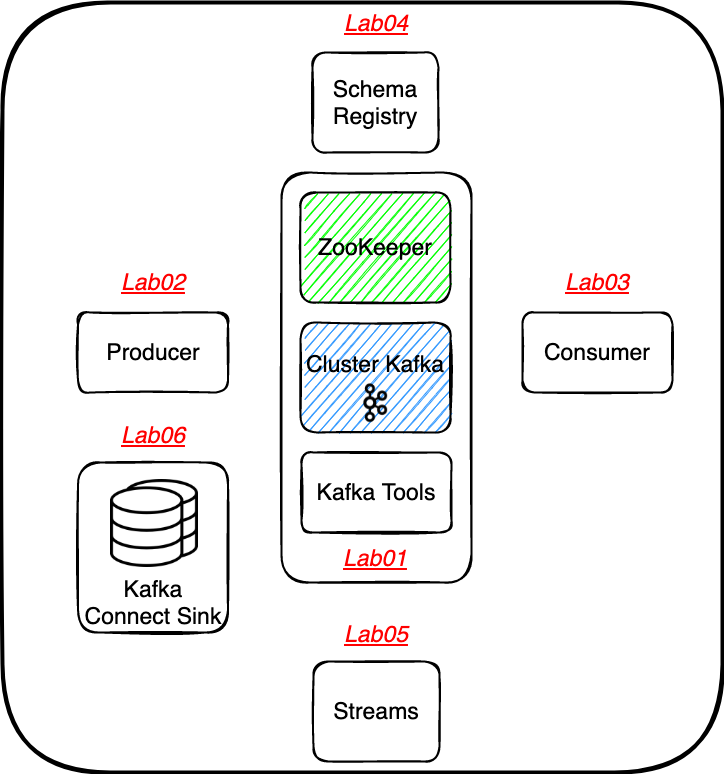 Lab04
Schema
Registry
ZooKeeper
Lab02
Producer
Lab03
Consumer
Cluster Kafka
Lab06
Kafka
Connect Sink
Kafka Tools
Lab01
Lab05
Streams